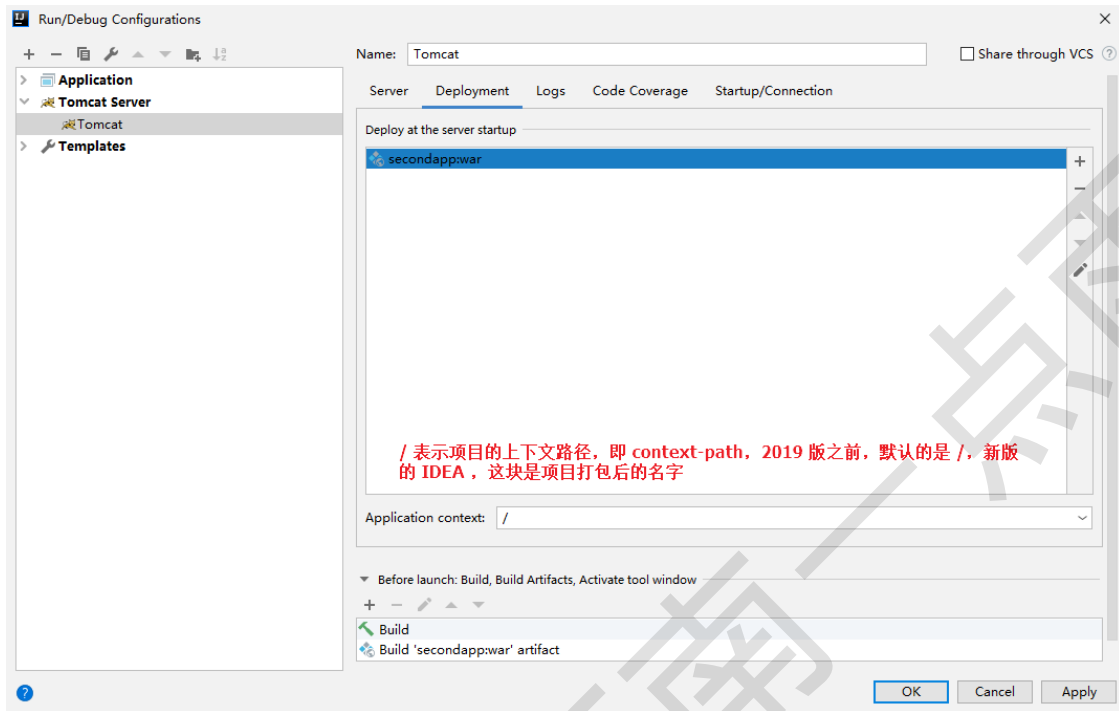 Run/Debug Configurations
Application
Tomcat Server
Tomcat
Templates
Name: Tomcat
Share through VCS
Server Deployment Logs Code Coverage Startup/Connection
Deploy at the server startup
secondapp:war
/ 表示项目的上下文路径，即 context-path，2019 版之前，默认的是 /，新版
的 IDEA ，这块是项目打包后的名字
Application context: /
Before launch: Build, Build Artifacts, Activate tool window
Build
Build 'secondapp:war' artifact
OK Cancel Apply
南一点雨